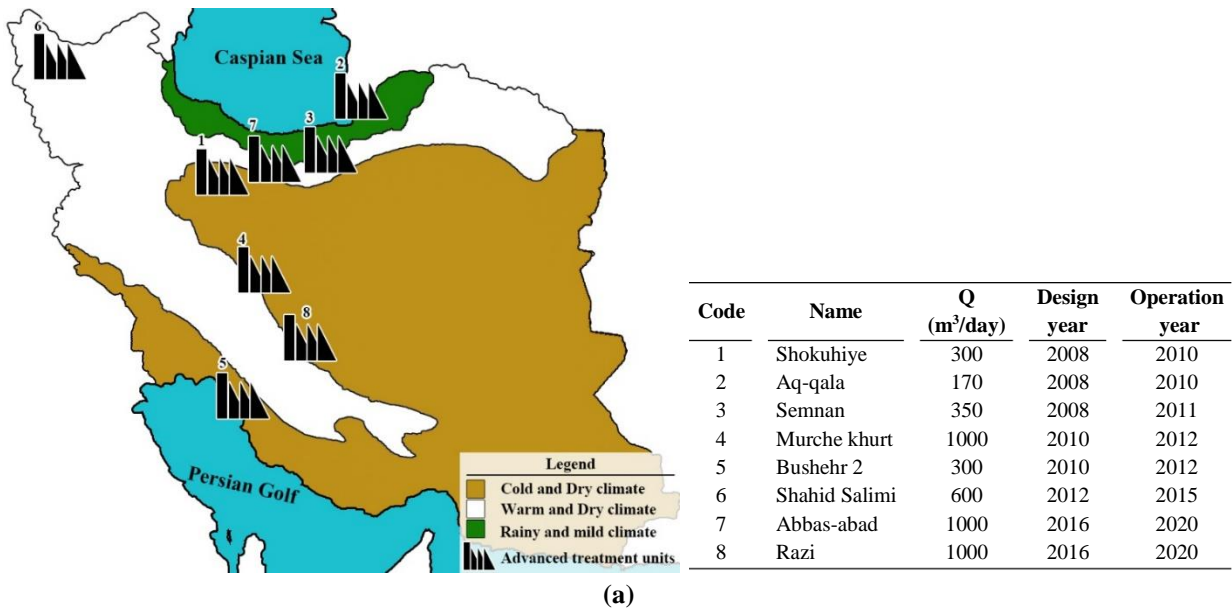 6
Caspian Sea
2
3
7
1
4
8
5
Persian Golf
Legend
Cold and Dry climate
Warm and Dry climate
Rainy and mild climate
Advanced treatment units
Code Name Q (m³/day) Design year Operation year
1 Shokuhiye 300 2008 2010
2 Aq-qala 170 2008 2010
3 Semnan 350 2008 2011
4 Murche khurt 1000 2010 2012
5 Bushehr 2 300 2010 2012
6 Shahid Salimi 600 2012 2015
7 Abbas-abad 1000 2016 2020
8 Razi 1000 2016 2020
(a)